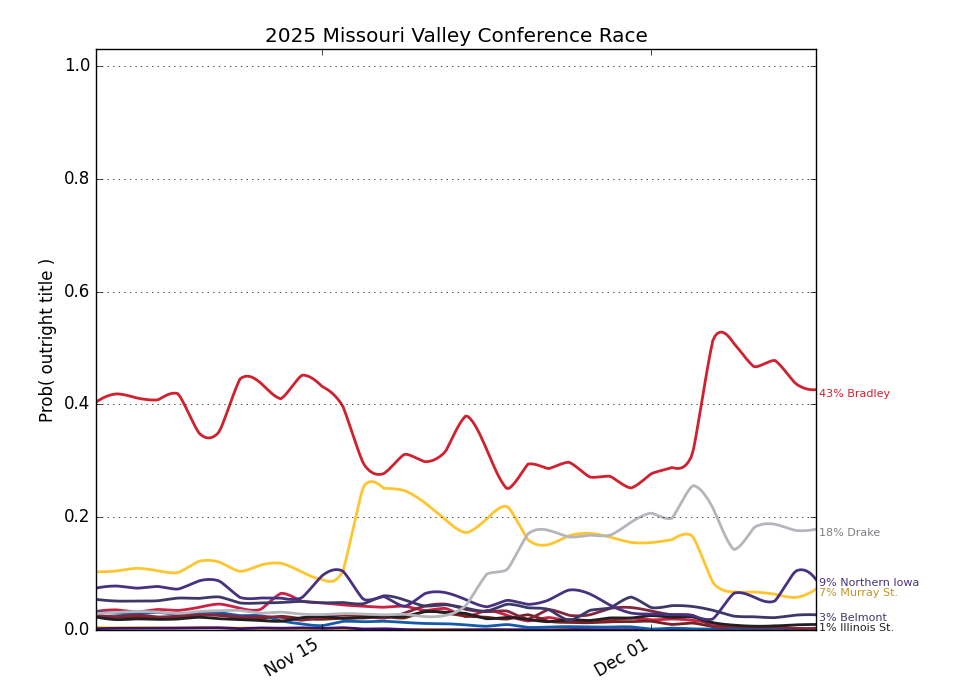 2025 Missouri Valley Conference Race
1.0
0.8
0.6
0.4
0.2
0.0
Prob( outright title )
Nov 15
Dec 01
43% Bradley
18% Drake
9% Northern Iowa
7% Murray St.
3% Belmont
1% Illinois St.